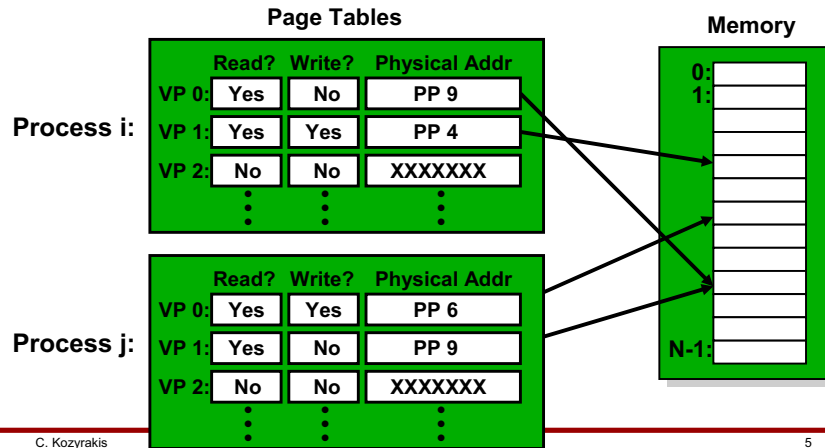 Page Tables
Memory
Read? Write? Physical Addr
VP 0: Yes No PP 9
Process i: VP 1: Yes Yes PP 4
VP 2: No No XXXXXXX
0:
1:
N-1:
Read? Write? Physical Addr
VP 0: Yes Yes PP 6
Process j: VP 1: Yes No PP 9
VP 2: No No XXXXXXX
C. Kozyrakis
5